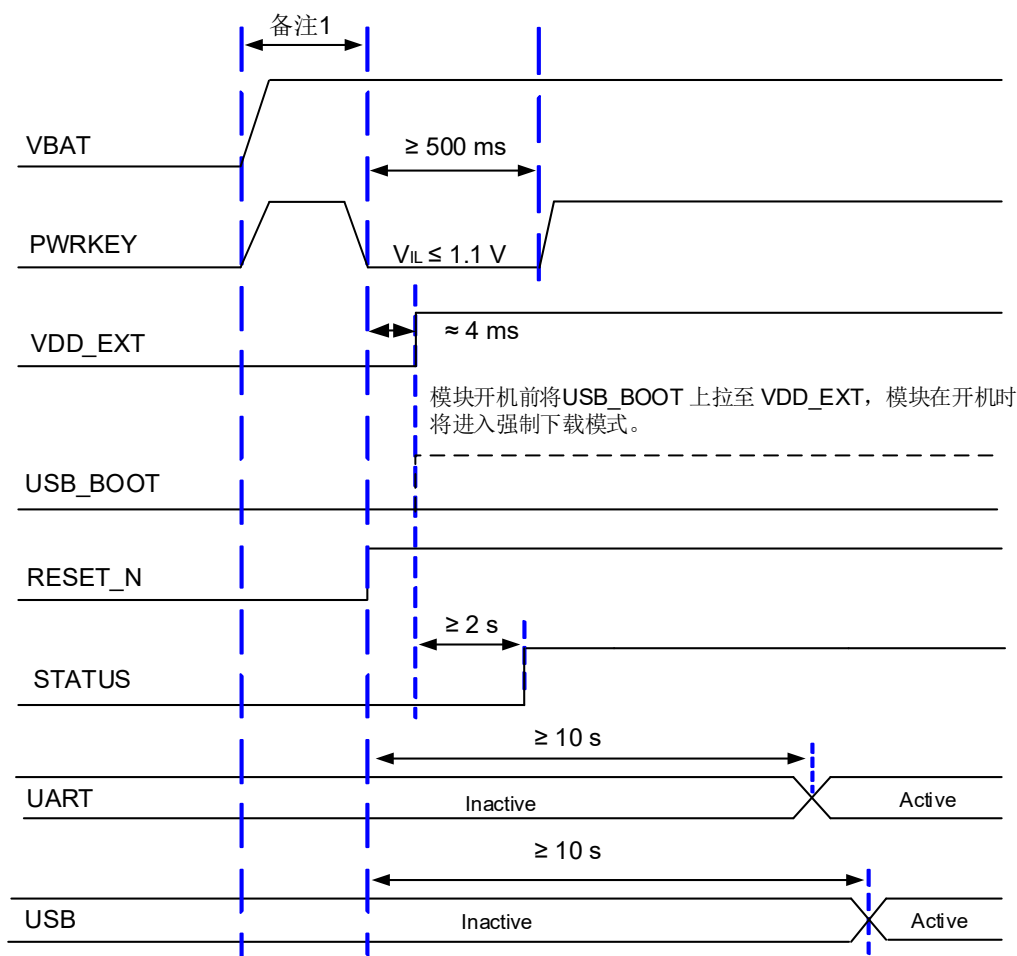 备注1
VBAT
≥ 500 ms
PWRKEY
VIL ≤ 1.1 V
VDD_EXT
≈ 4 ms
模块开机前将USB_BOOT 上拉至 VDD_EXT，模块在开机时
将进入强制下载模式。
USB_BOOT
RESET_N
≥ 2 s
STATUS
≥ 10 s
UART
Inactive
Active
≥ 10 s
USB
Inactive
Active